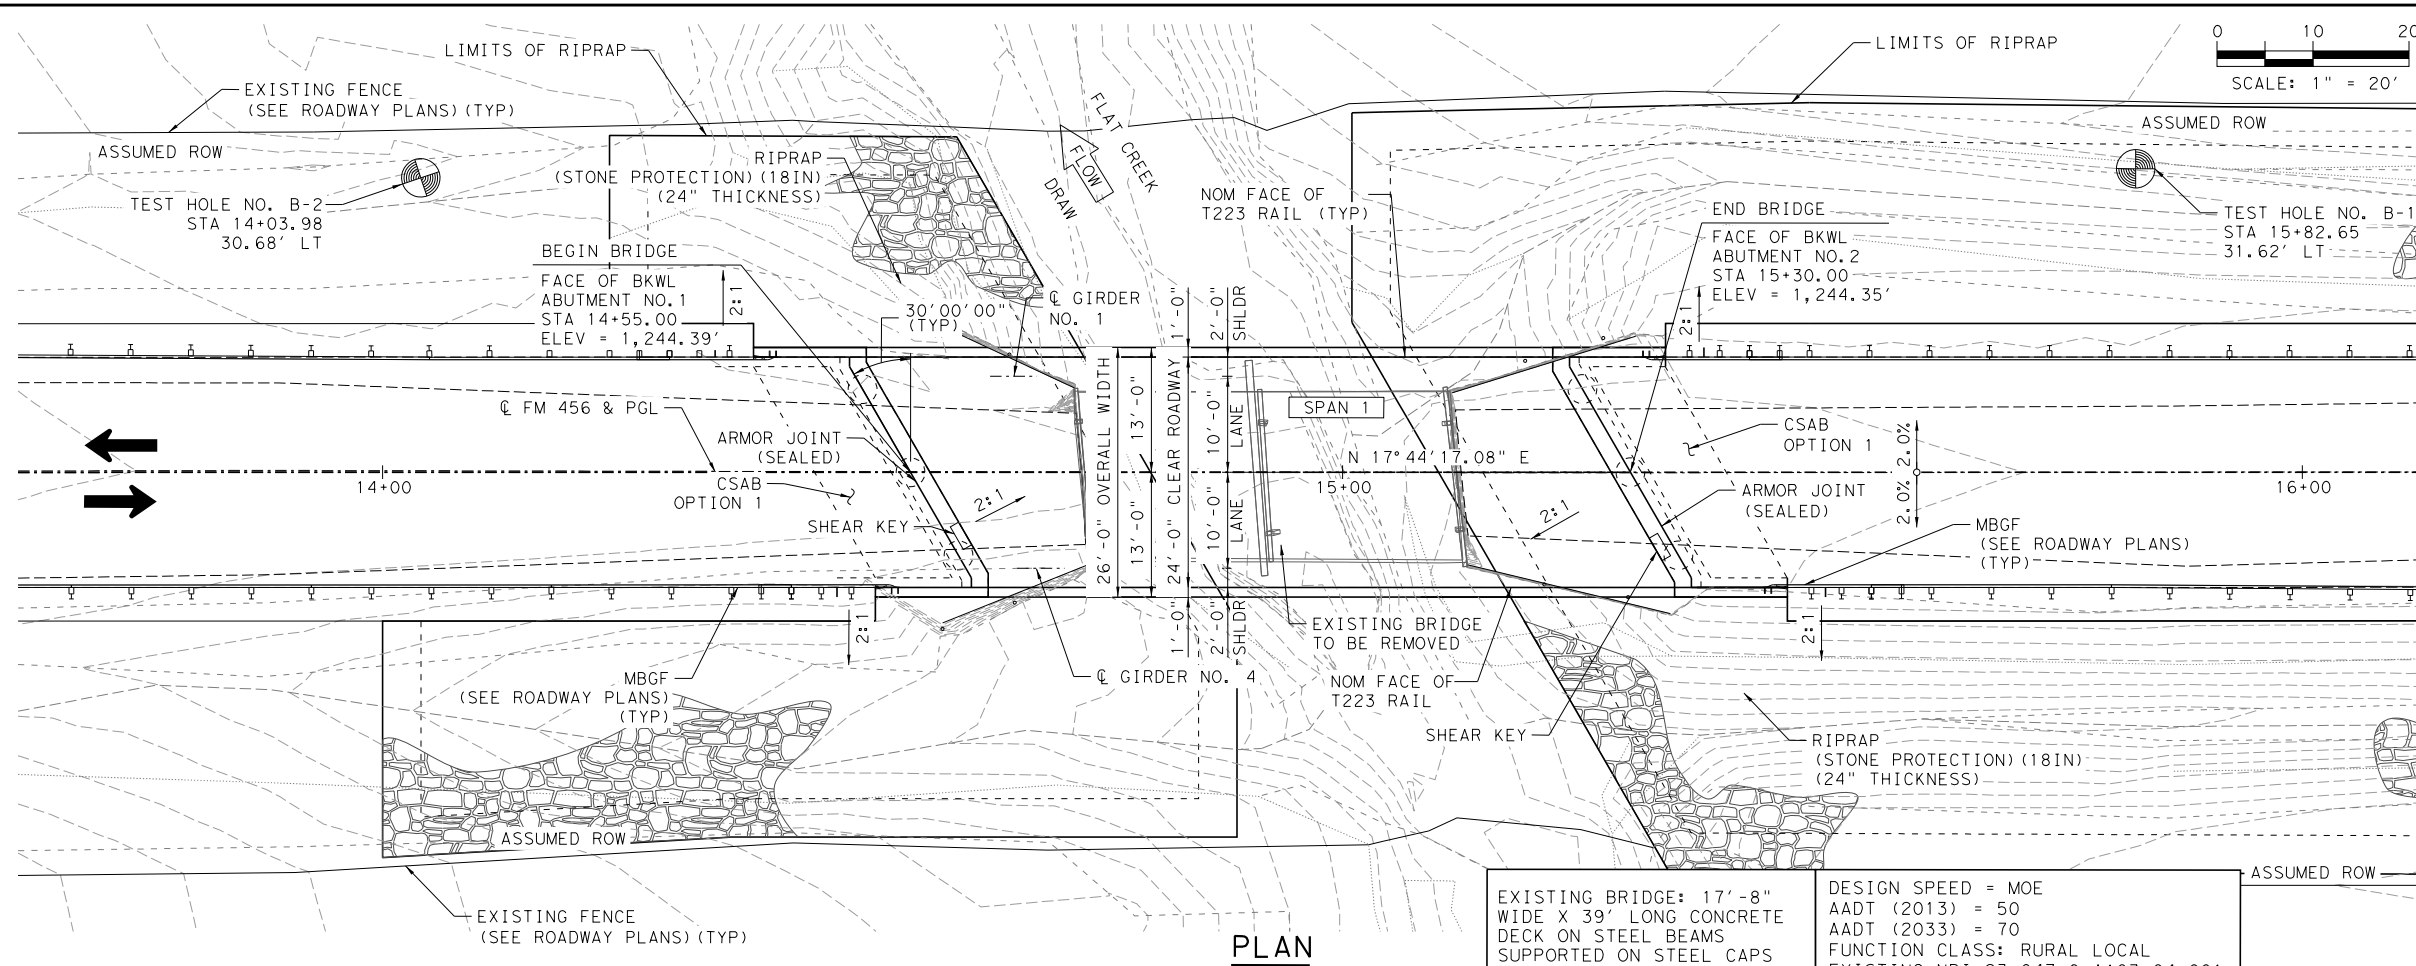 LIMITS OF RIPRAP
LIMITS OF RIPRAP
0 10 20
SCALE: 1" = 20'
EXISTING FENCE
(SEE ROADWAY PLANS)(TYP)
ASSUMED ROW
ASSUMED ROW
FLAT CREEK
FLOW
DRAW
RIPRAP
(STONE PROTECTION)(18IN)
(24" THICKNESS)
TEST HOLE NO. B-2
STA 14+03.98
30.68' LT
NOM FACE OF
T223 RAIL (TYP)
TEST HOLE NO. B-1
STA 15+82.65
31.62' LT
BEGIN BRIDGE
FACE OF BKWL
ABUTMENT NO.1
STA 14+55.00
ELEV = 1,244.39'
2:1
30°00'00"
(TYP)
℄ GIRDER
NO. 1
END BRIDGE
FACE OF BKWL
ABUTMENT NO.2
STA 15+30.00
ELEV = 1,244.35'
2:1
1'-0"
2'-0"
SHLDR
26'-0" OVERALL WIDTH
13'-0"
13'-0"
24'-0" CLEAR ROADWAY
10'-0"
LANE
10'-0"
LANE
1'-0"
2'-0"
SHLDR
℄ FM 456 & PGL
SPAN 1
ARMOR JOINT
(SEALED)
CSAB
OPTION 1
N 17°44'17.08" E
14+00
15+00
16+00
CSAB
OPTION 1
2.0%
2.0%
SHEAR KEY
2:1
2:1
ARMOR JOINT
(SEALED)
MBGF
(SEE ROADWAY PLANS)
(TYP)
2:1
2:1
EXISTING BRIDGE
TO BE REMOVED
MBGF
(SEE ROADWAY PLANS)
(TYP)
℄ GIRDER NO. 4
NOM FACE OF
T223 RAIL
SHEAR KEY
RIPRAP
(STONE PROTECTION)(18IN)
(24" THICKNESS)
ASSUMED ROW
ASSUMED ROW
EXISTING FENCE
(SEE ROADWAY PLANS)(TYP)
PLAN
EXISTING BRIDGE: 17'-8"
WIDE X 39' LONG CONCRETE
DECK ON STEEL BEAMS
SUPPORTED ON STEEL CAPS
DESIGN SPEED = MOE
AADT (2013) = 50
AADT (2033) = 70
FUNCTION CLASS: RURAL LOCAL